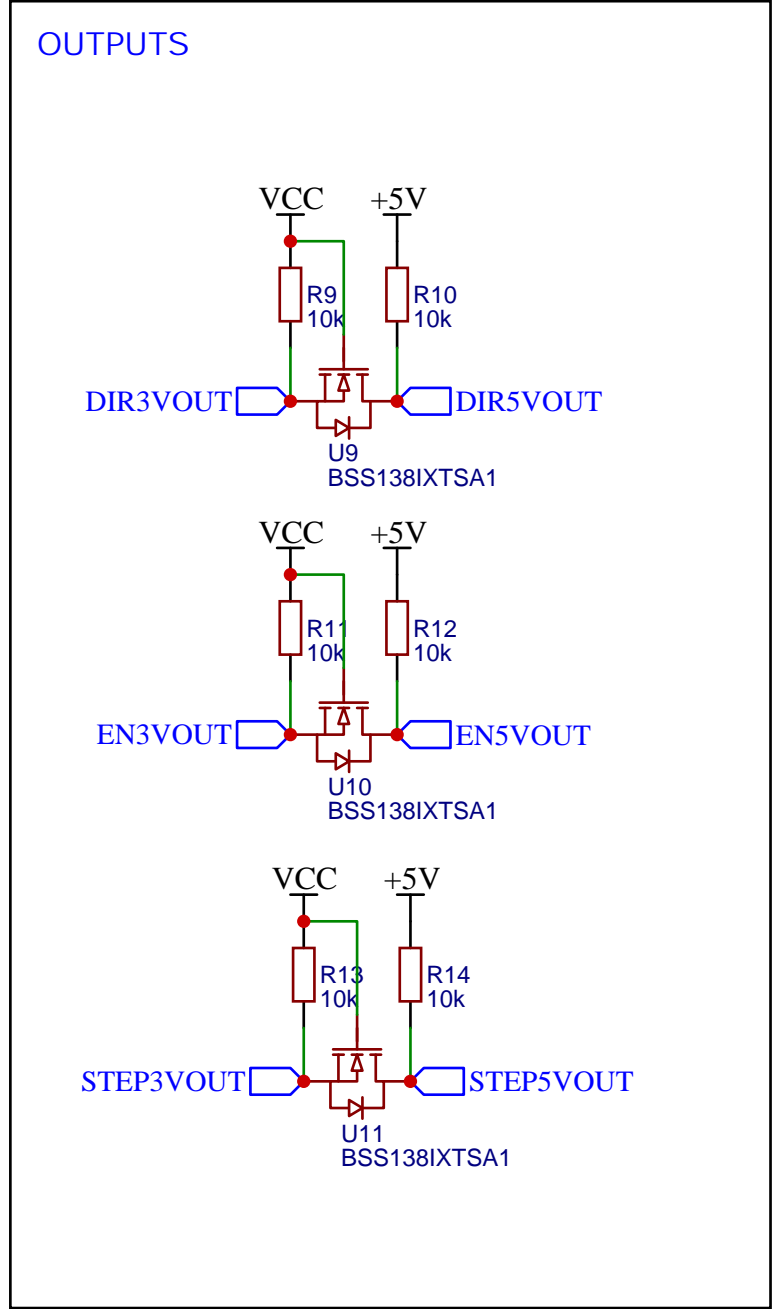 OUTPUTS
VCC +5V
R9 R10
10k 10k
DIR3VOUT DIR5VOUT
U9
BSS138IXTSA1
VCC +5V
R11 R12
10k 10k
EN3VOUT EN5VOUT
U10
BSS138IXTSA1
VCC +5V
R13 R14
10k 10k
STEP3VOUT STEP5VOUT
U11
BSS138IXTSA1